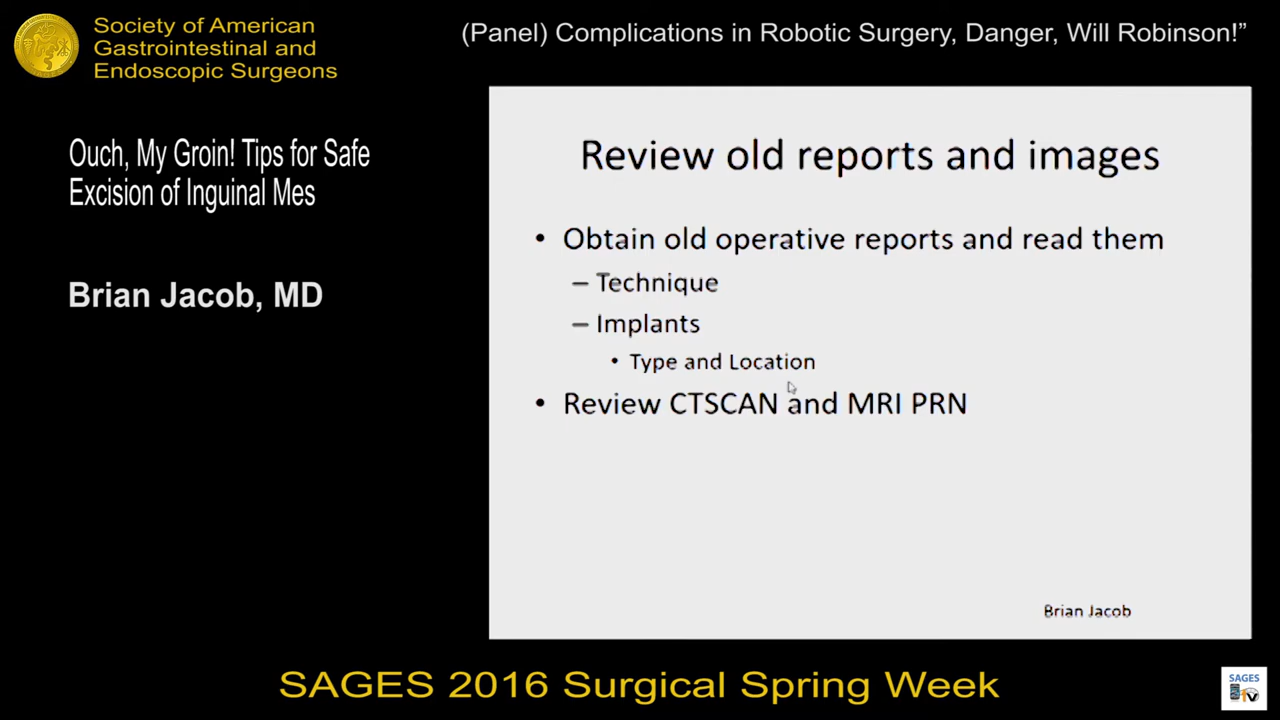 Society of American
Gastrointestinal and
Endoscopic Surgeons
(Panel) Complications in Robotic Surgery, Danger, Will Robinson!”
Ouch, My Groin! Tips for Safe
Excision of Inguinal Mes
Brian Jacob, MD
Review old reports and images
• Obtain old operative reports and read them
– Technique
– Implants
• Type and Location
• Review CTSCAN and MRI PRN
Brian Jacob
SAGES 2016 Surgical Spring Week
SAGES
TV